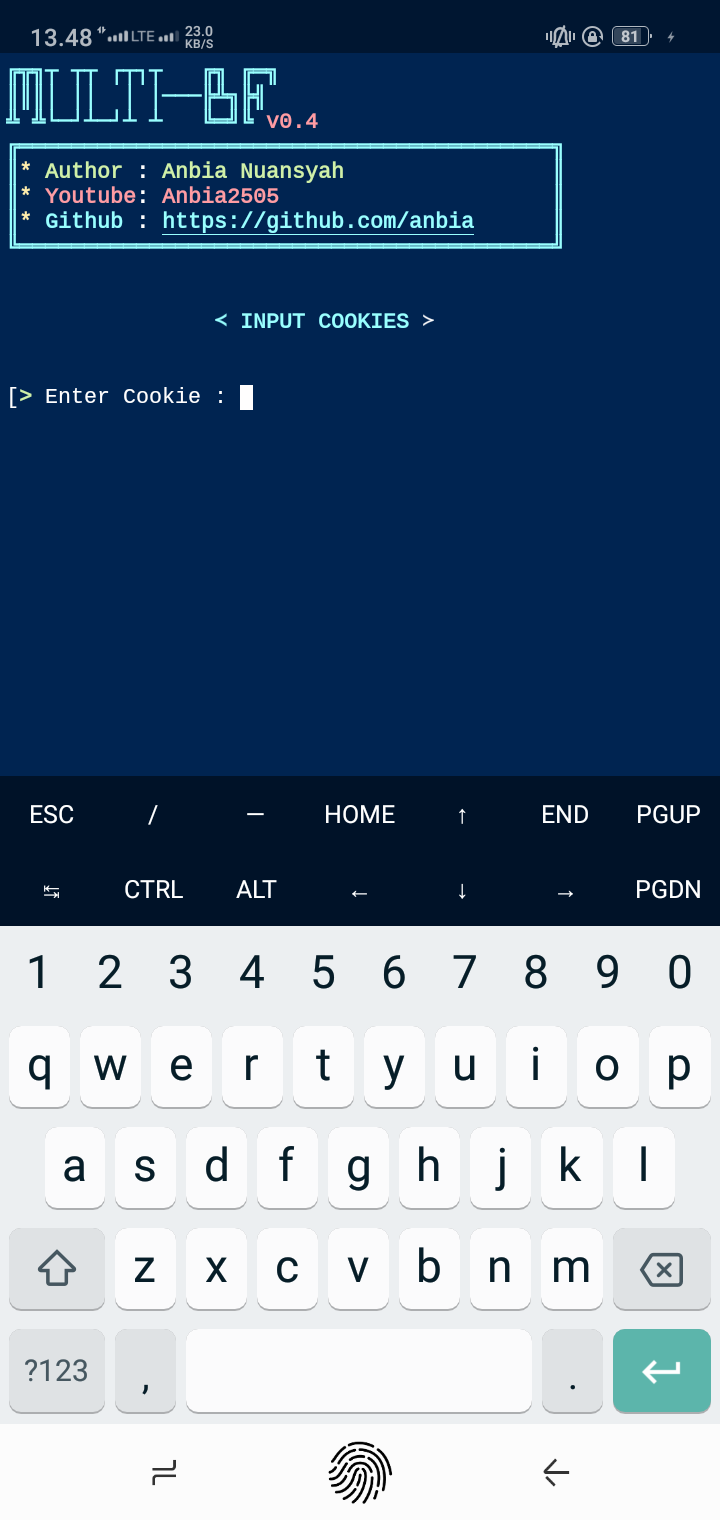 13.48 LTE 23.0 KB/S 81
MULTI-BF v0.4
* Author : Anbia Nuansyah
* Youtube: Anbia2505
* Github : https://github.com/anbia
< INPUT COOKIES >
[> Enter Cookie :
ESC / — HOME ↑ END PGUP
↹ CTRL ALT ← ↓ → PGDN
1 2 3 4 5 6 7 8 9 0
q w e r t y u i o p
a s d f g h j k l
z x c v b n m
?123 , .